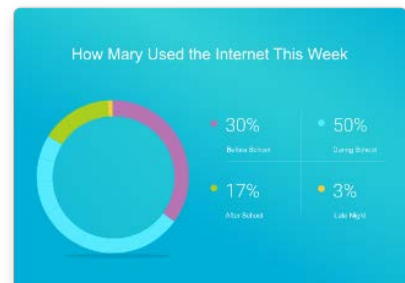 How Mary Used the Internet This Week
30%
Before School
50%
During School
17%
After School
3%
Late Night